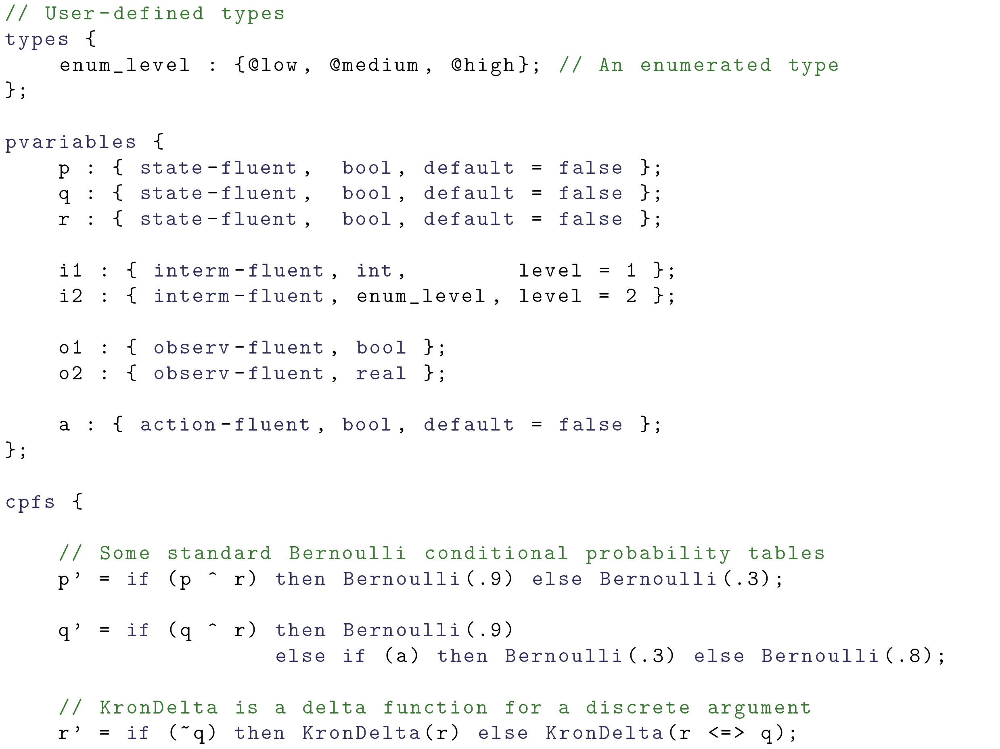 // User-defined types
types {
    enum_level : {@low, @medium, @high}; // An enumerated type
};

pvariables {
    p : { state-fluent,  bool, default = false };
    q : { state-fluent,  bool, default = false };
    r : { state-fluent,  bool, default = false };

    i1 : { interm-fluent, int,        level = 1 };
    i2 : { interm-fluent, enum_level, level = 2 };

    o1 : { observ-fluent, bool };
    o2 : { observ-fluent, real };

    a : { action-fluent, bool, default = false };
};

cpfs {

    // Some standard Bernoulli conditional probability tables
    p’ = if (p ^ r) then Bernoulli(.9) else Bernoulli(.3);

    q’ = if (q ^ r) then Bernoulli(.9)
                    else if (a) then Bernoulli(.3) else Bernoulli(.8);

    // KronDelta is a delta function for a discrete argument
    r’ = if (~q) then KronDelta(r) else KronDelta(r <=> q);